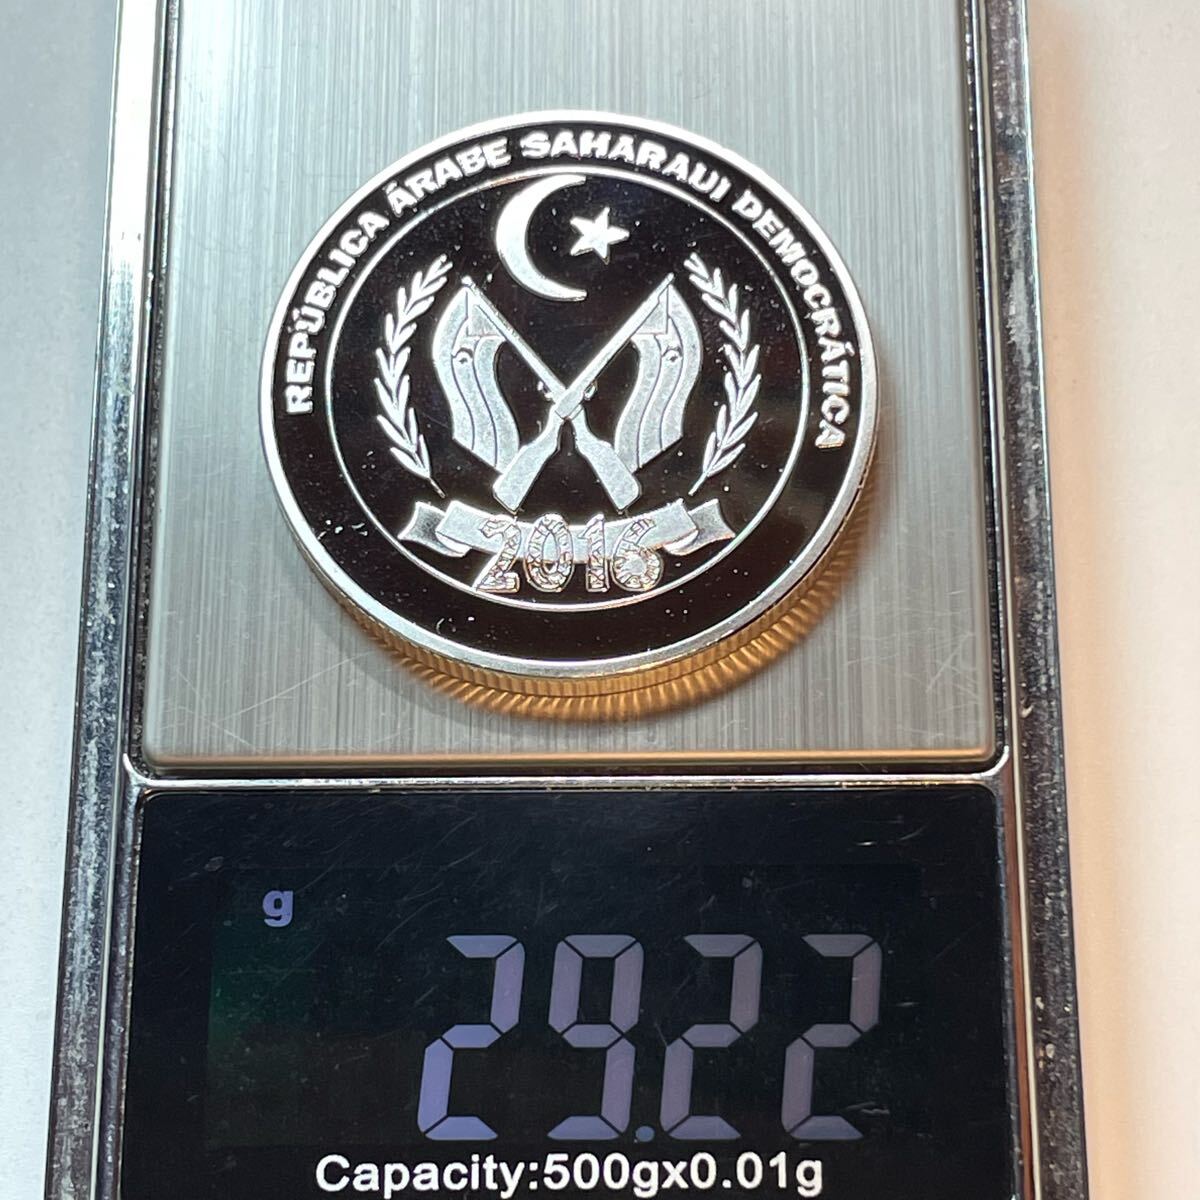 REPÚBLICA ÁRABE SAHARAUI DEMOCRÁTICA
2016
g
29.22
Capacity:500gx0.01g